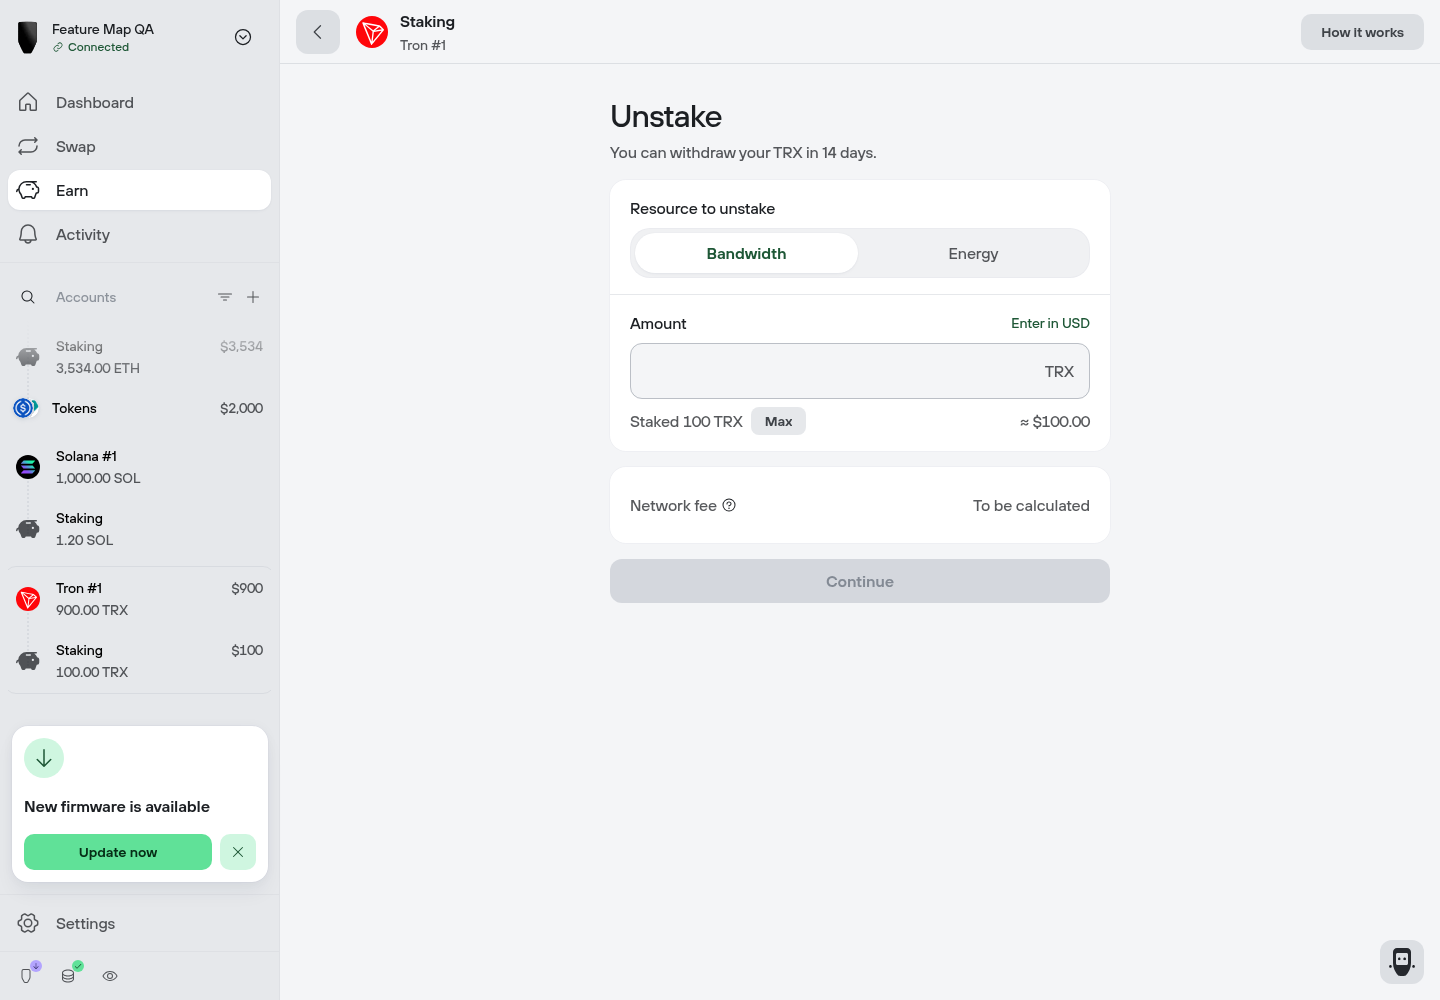 Feature Map QA
Connected
Dashboard
Swap
Earn
Activity
Accounts
Staking $3,534
3,534.00 ETH
Tokens $2,000
Solana #1
1,000.00 SOL
Staking
1.20 SOL
Tron #1 $900
900.00 TRX
Staking $100
100.00 TRX
New firmware is available
Update now
Settings
Staking
Tron #1
How it works
Unstake
You can withdraw your TRX in 14 days.
Resource to unstake
Bandwidth Energy
Amount Enter in USD
TRX
Staked 100 TRX Max ≈ $100.00
Network fee To be calculated
Continue